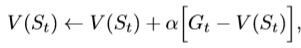 V(S_t) ← V(S_t) + α[G_t − V(S_t)],